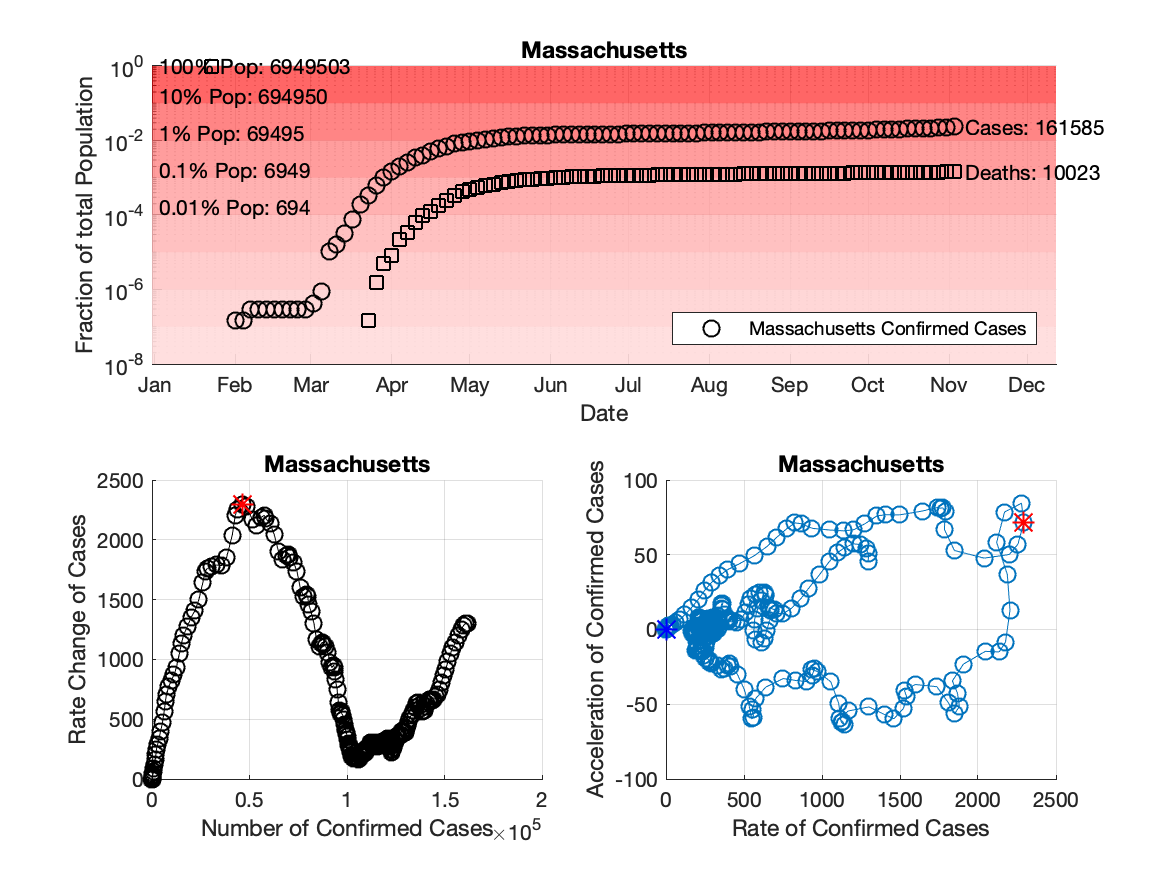 Massachusetts
Fraction of total Population
10^0
10^-2
10^-4
10^-6
10^-8
100% Pop: 6949503
10% Pop: 694950
1% Pop: 69495
0.1% Pop: 6949
0.01% Pop: 694
Cases: 161585
Deaths: 10023
Massachusetts Confirmed Cases
Jan Feb Mar Apr May Jun Jul Aug Sep Oct Nov Dec
Date
Massachusetts
Rate Change of Cases
2500
2000
1500
1000
500
0
0 0.5 1 1.5 2
Number of Confirmed Cases ×10^5
Massachusetts
Acceleration of Confirmed Cases
100
50
0
-50
-100
0 500 1000 1500 2000 2500
Rate of Confirmed Cases